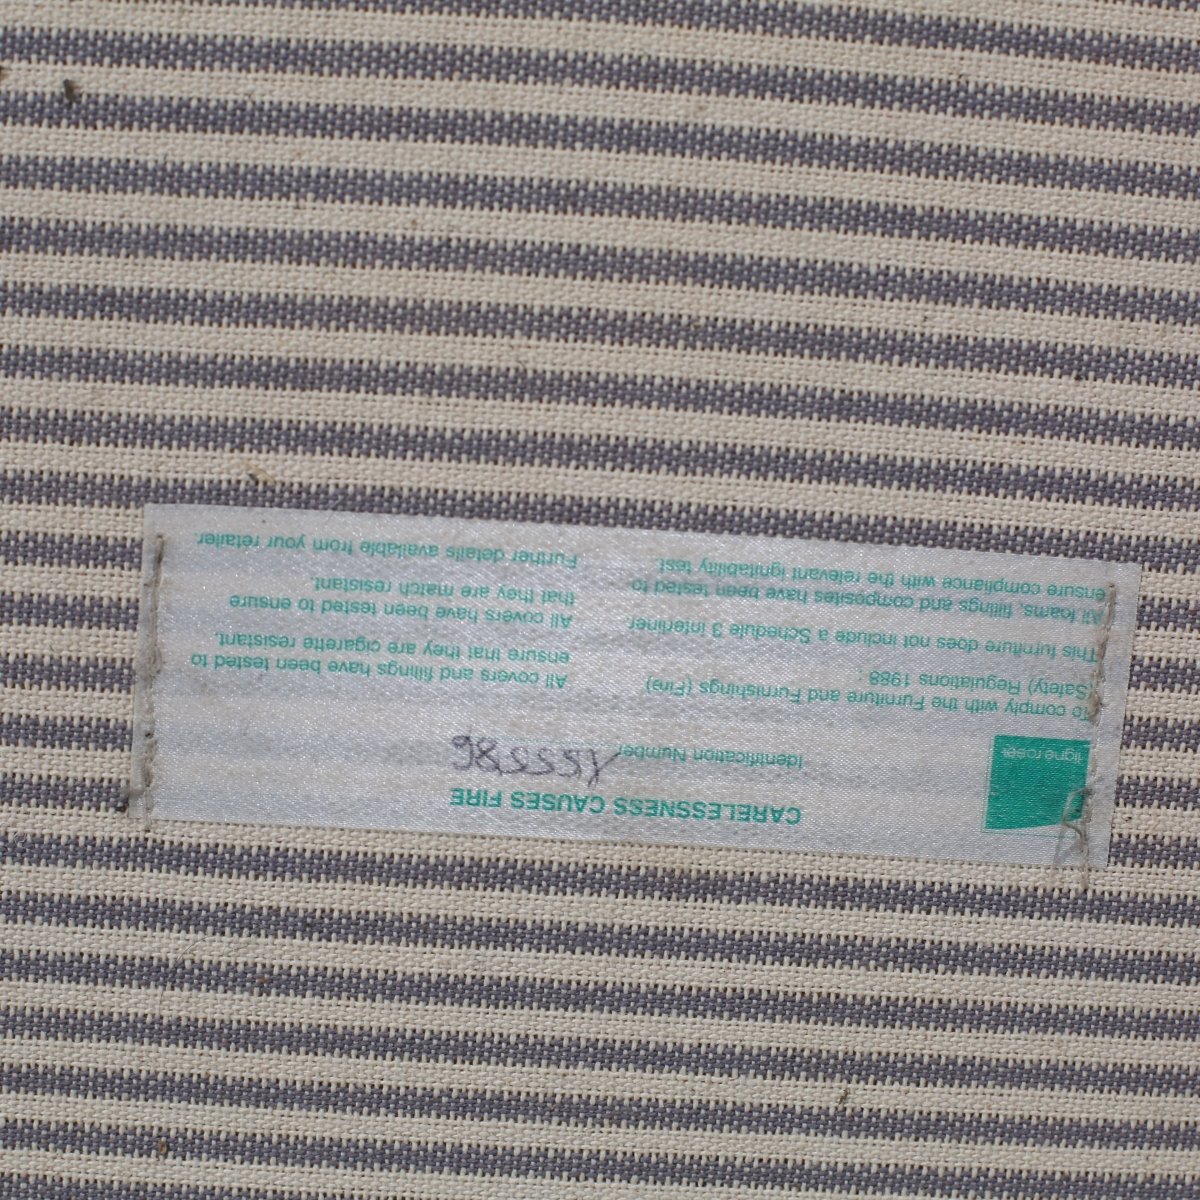 ligne roset
CARELESSNESS CAUSES FIRE
Identification Number
To comply with the Furniture and Furnishings (Fire)
(Safety) Regulations 1988 :
This furniture does not include a Schedule 3 interliner.
All foams, fillings and composites have been tested to
ensure compliance with the relevant ignitability test.
All covers and fillings have been tested to
ensure that they are cigarette resistant.
All covers have been tested to ensure
that they are match resistant.
Further details available from your retailer.